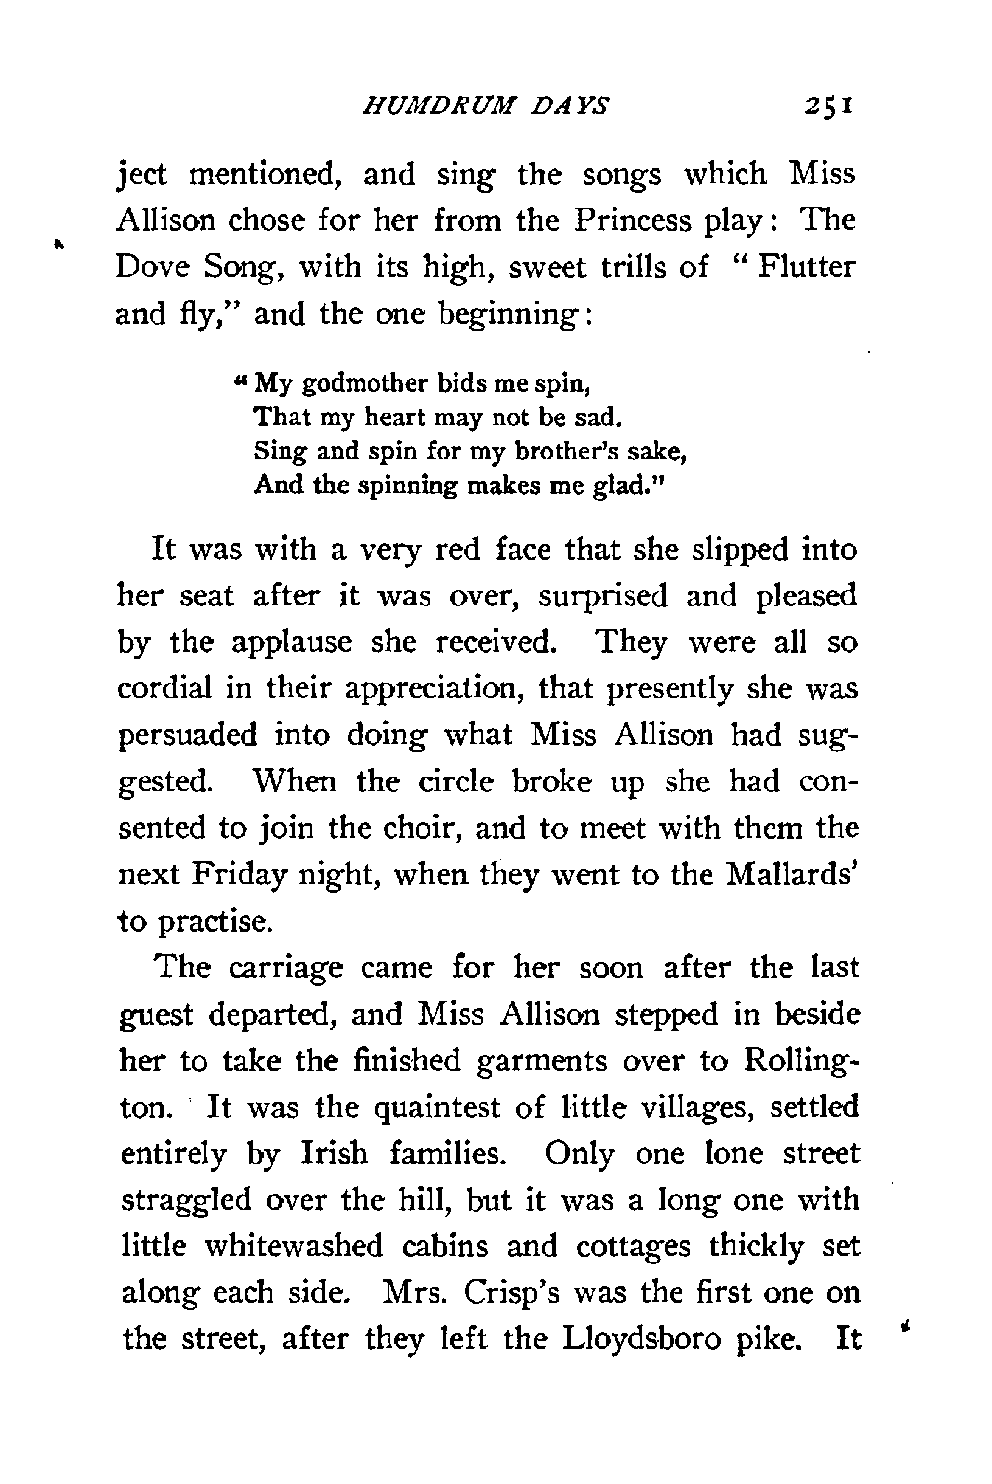 HUMDRUM DAYS 251
ject mentioned, and sing the songs which Miss
Allison chose for her from the Princess play: The
Dove Song, with its high, sweet trills of “Flutter
and fly,” and the one beginning:
“My godmother bids me spin,
That my heart may not be sad.
Sing and spin for my brother’s sake,
And the spinning makes me glad.”
It was with a very red face that she slipped into
her seat after it was over, surprised and pleased
by the applause she received. They were all so
cordial in their appreciation, that presently she was
persuaded into doing what Miss Allison had sug-
gested. When the circle broke up she had con-
sented to join the choir, and to meet with them the
next Friday night, when they went to the Mallards’
to practise.
The carriage came for her soon after the last
guest departed, and Miss Allison stepped in beside
her to take the finished garments over to Rolling-
ton. It was the quaintest of little villages, settled
entirely by Irish families. Only one lone street
straggled over the hill, but it was a long one with
little whitewashed cabins and cottages thickly set
along each side. Mrs. Crisp’s was the first one on
the street, after they left the Lloydsboro pike. It